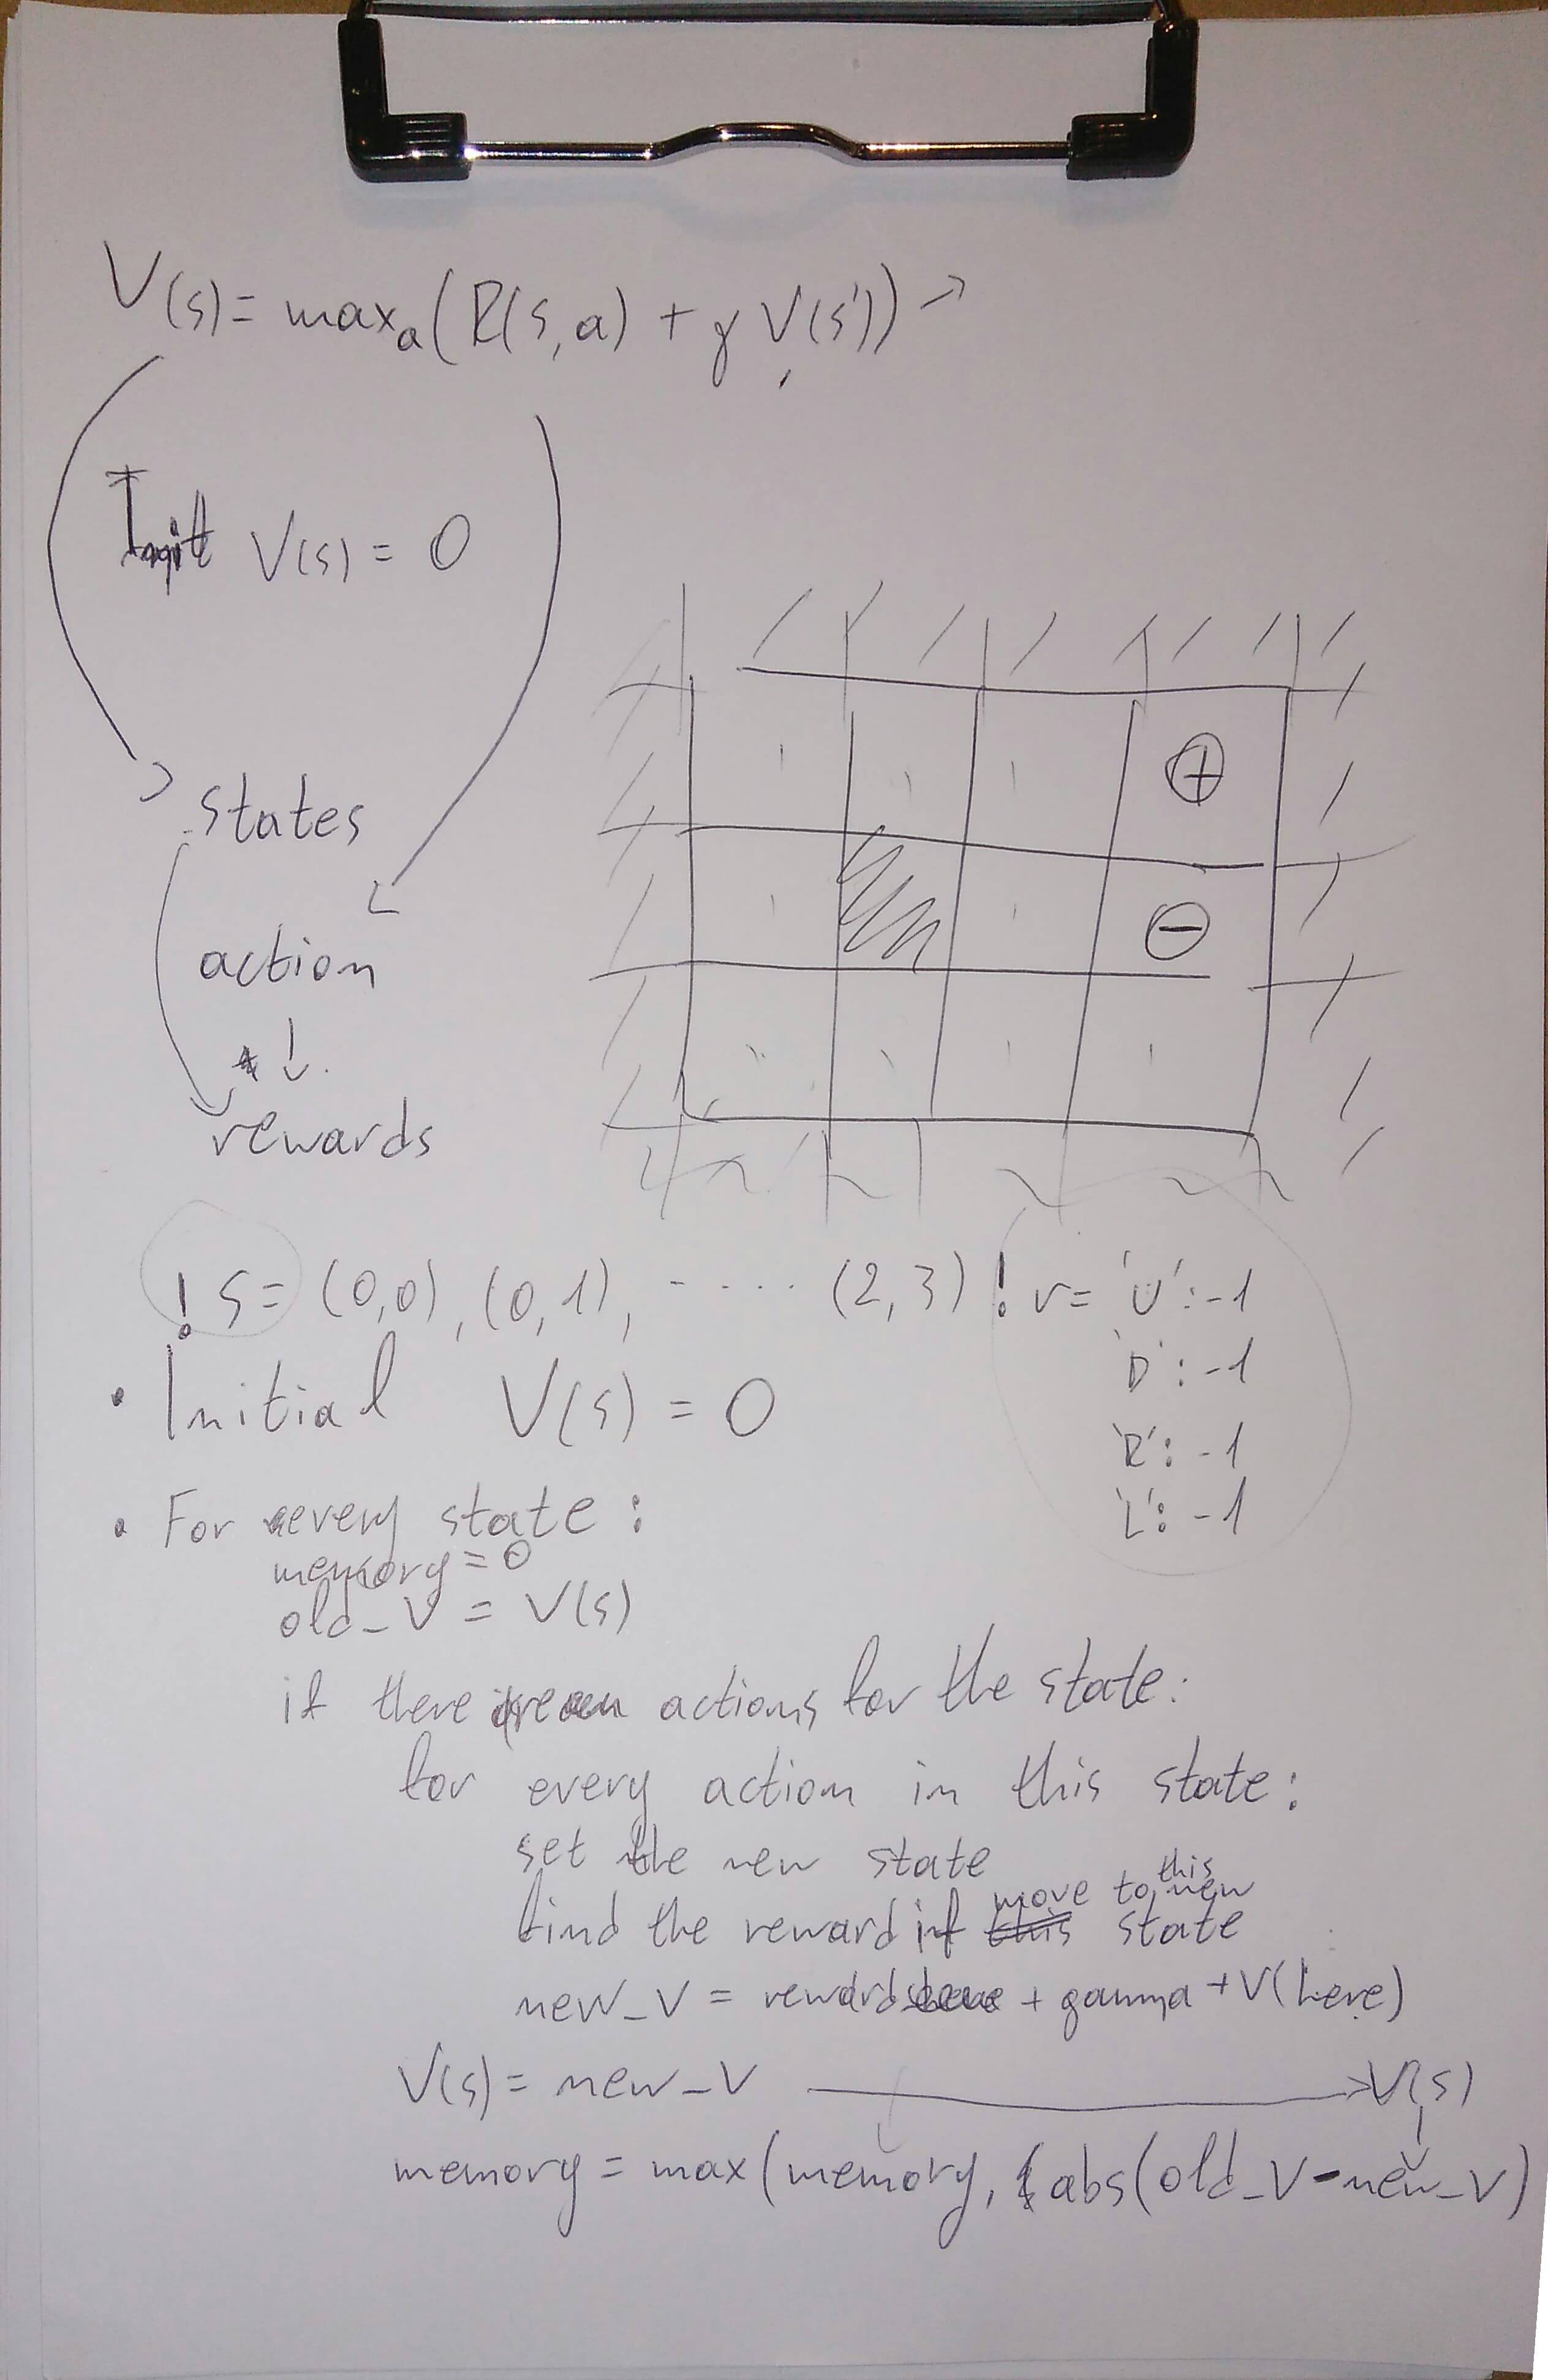 V(s) = maxₐ(R(s,a) + γ V(s')) →
Init V(s) = 0
+
−
states
action
rewards
! s = (0,0), (0,1), ..... (2,3) ! r = 'U': -1
'D': -1
'R': -1
'L': -1
• Initial V(s) = 0
• For every state:
memory = 0
old_V = V(s)
if there are actions for the state:
for every action in this state:
set the new state
find the reward if move to this new state
new_V = reward + gamma + V(here)
V(s) = new_V → V(s)
memory = max(memory, abs(old_V - new_V)